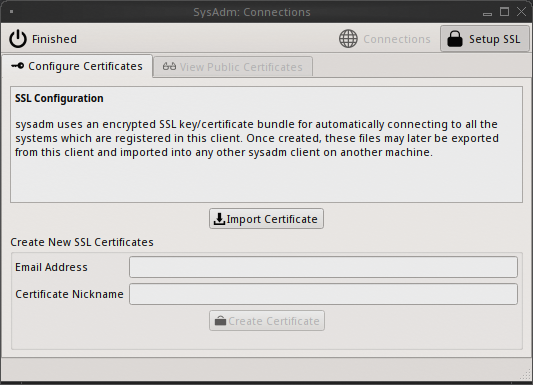 SysAdm: Connections
Finished
Connections
Setup SSL
Configure Certificates
View Public Certificates
SSL Configuration
sysadm uses an encrypted SSL key/certificate bundle for automatically connecting to all the
systems which are registered in this client. Once created, these files may later be exported
from this client and imported into any other sysadm client on another machine.
Import Certificate
Create New SSL Certificates
Email Address
Certificate Nickname
Create Certificate